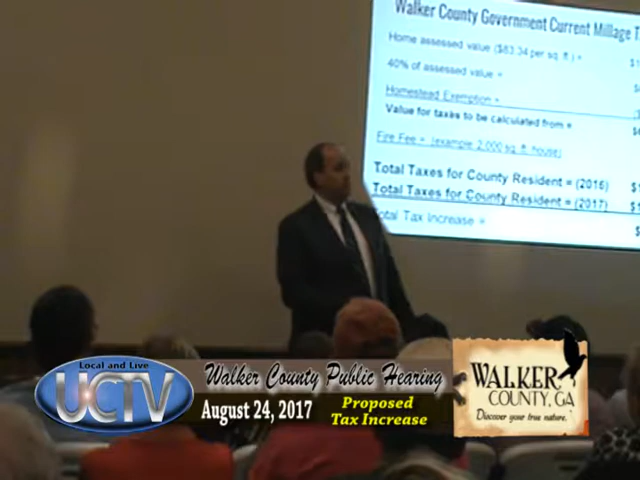 Walker County Government Current Millage
Home assessed value ($83.34 per sq. ft.) =
40% of assessed value =
Homestead Exemption =
Value for taxes to be calculated from =
Fire Fee = (example 2,000 sq. ft. house)
Total Taxes for County Resident = (2016)
Total Taxes for County Resident = (2017)
Total Tax Increase =
Local and Live
UCTV
Walker County Public Hearing
August 24, 2017
Proposed
Tax Increase
WALKER
COUNTY, GA
Discover your true nature.